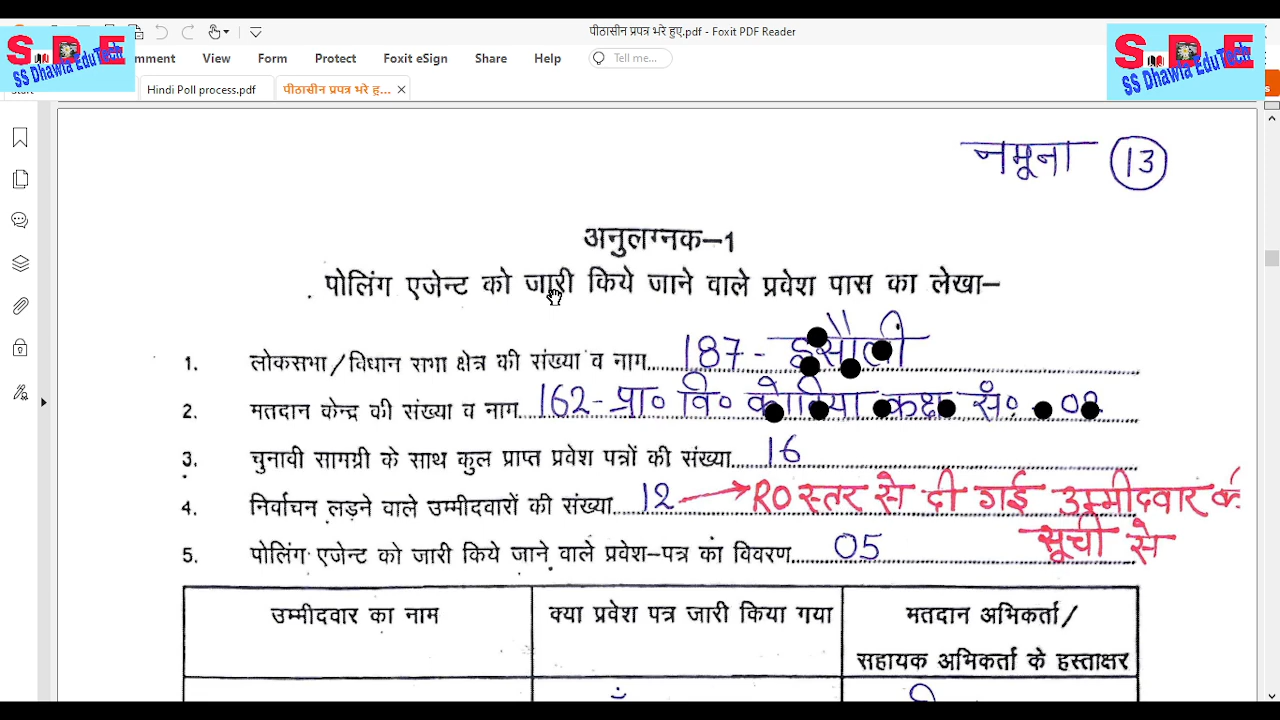 पीठासीन प्रपत्र भरे हुए.pdf - Foxit PDF Reader
SDE
SS Dhawla EduTech
SDE
SS Dhawla EduTech
mment View Form Protect Foxit eSign Share Help Tell me...
Start Hindi Poll process.pdf पीठासीन प्रपत्र भरे हु...
नमूना 13
अनुलग्नक-1
पोलिंग एजेन्ट को जारी किये जाने वाले प्रवेश पास का लेखा-
1. लोकसभा/विधान सभा क्षेत्र की संख्या व नाम 187- इसौली
2. मतदान केन्द्र की संख्या व नाम 162- प्रा० वि० कक्ष सं०
3. चुनावी सामग्री के साथ कुल प्राप्त प्रवेश पत्रों की संख्या 16
4. निर्वाचन लड़ने वाले उम्मीदवारों की संख्या 12 → RO स्तर से दी गई उम्मीदवार के
सूची से
5. पोलिंग एजेन्ट को जारी किये जाने वाले प्रवेश-पत्र का विवरण 05
उम्मीदवार का नाम क्या प्रवेश पत्र जारी किया गया मतदान अभिकर्ता/
सहायक अभिकर्ता के हस्ताक्षर